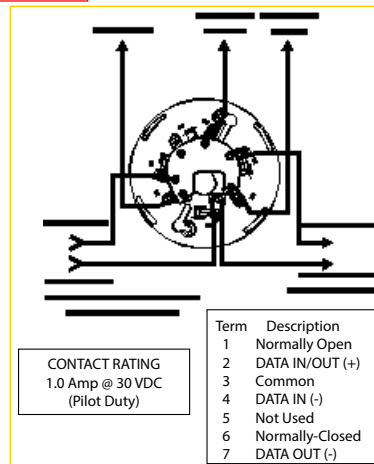 CONTACT RATING
1.0 Amp @ 30 VDC
(Pilot Duty)
Term Description
1 Normally Open
2 DATA IN/OUT (+)
3 Common
4 DATA IN (-)
5 Not Used
6 Normally-Closed
7 DATA OUT (-)